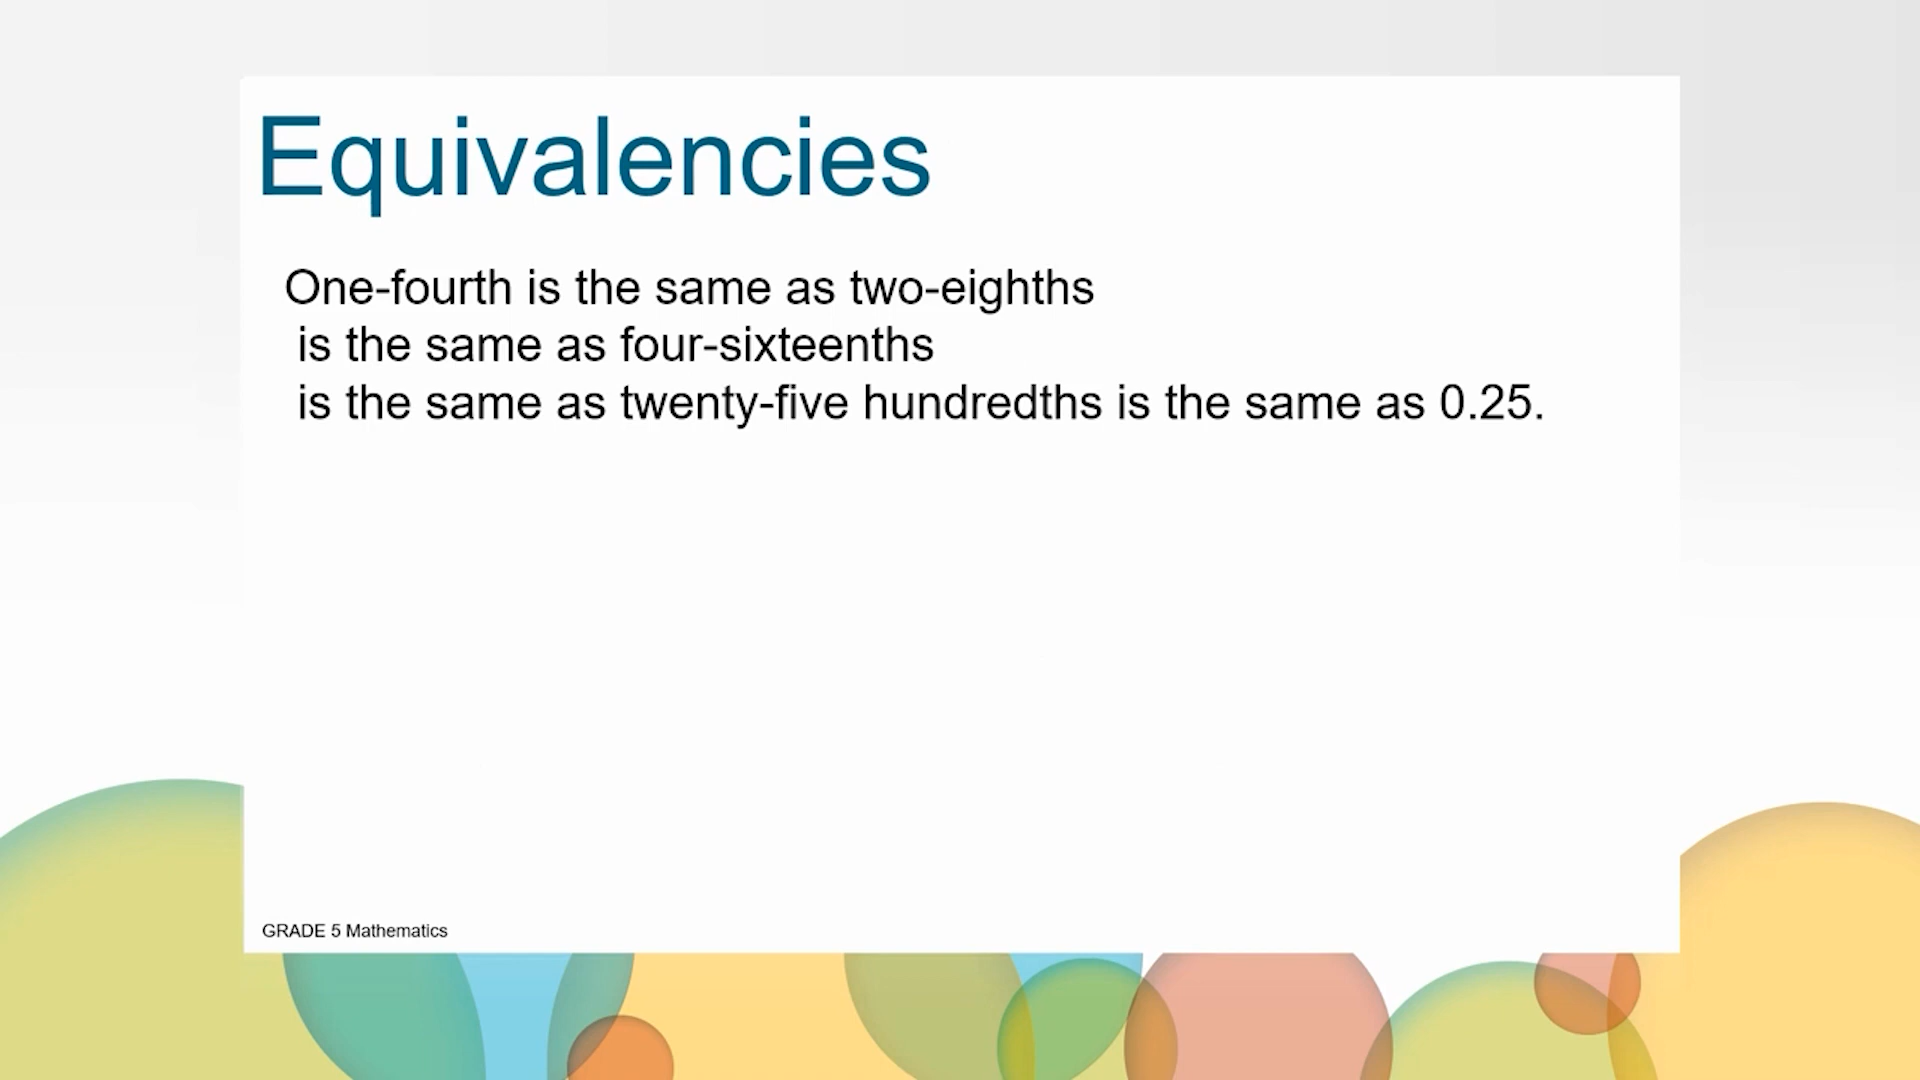 Equivalencies
One-fourth is the same as two-eighths
is the same as four-sixteenths
is the same as twenty-five hundredths is the same as 0.25.
GRADE 5 Mathematics